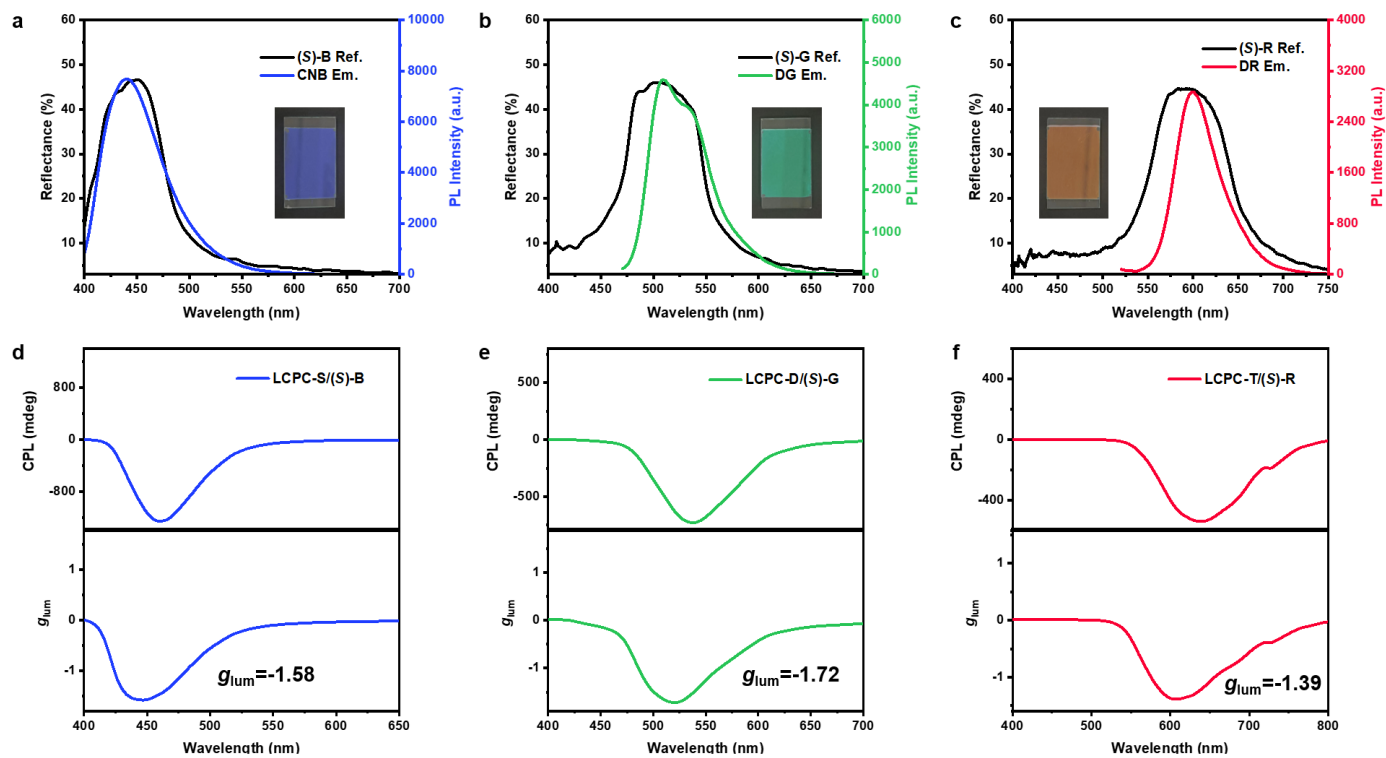 a
60
50
40
30
20
10
Reflectance (%)
10000
8000
6000
4000
2000
0
PL Intensity (a.u.)
(S)-B Ref.
CNB Em.
400 450 500 550 600 650 700
Wavelength (nm)
b
60
50
40
30
20
10
Reflectance (%)
6000
5000
4000
3000
2000
1000
0
PL Intensity (a.u.)
(S)-G Ref.
DG Em.
400 450 500 550 600 650 700
Wavelength (nm)
c
60
50
40
30
20
10
Reflectance (%)
4000
3200
2400
1600
800
0
PL Intensity (a.u.)
(S)-R Ref.
DR Em.
400 450 500 550 600 650 700 750
Wavelength (nm)
d
800
0
-800
CPL (mdeg)
LCPC-S/(S)-B
1
0
-1
glum
glum=-1.58
400 450 500 550 600 650
Wavelength (nm)
e
500
0
-500
CPL (mdeg)
LCPC-D/(S)-G
1
0
-1
glum
glum=-1.72
400 450 500 550 600 650 700
Wavelength (nm)
f
400
0
-400
CPL (mdeg)
LCPC-T/(S)-R
1
0
-1
glum
glum=-1.39
400 500 600 700 800
Wavelength (nm)